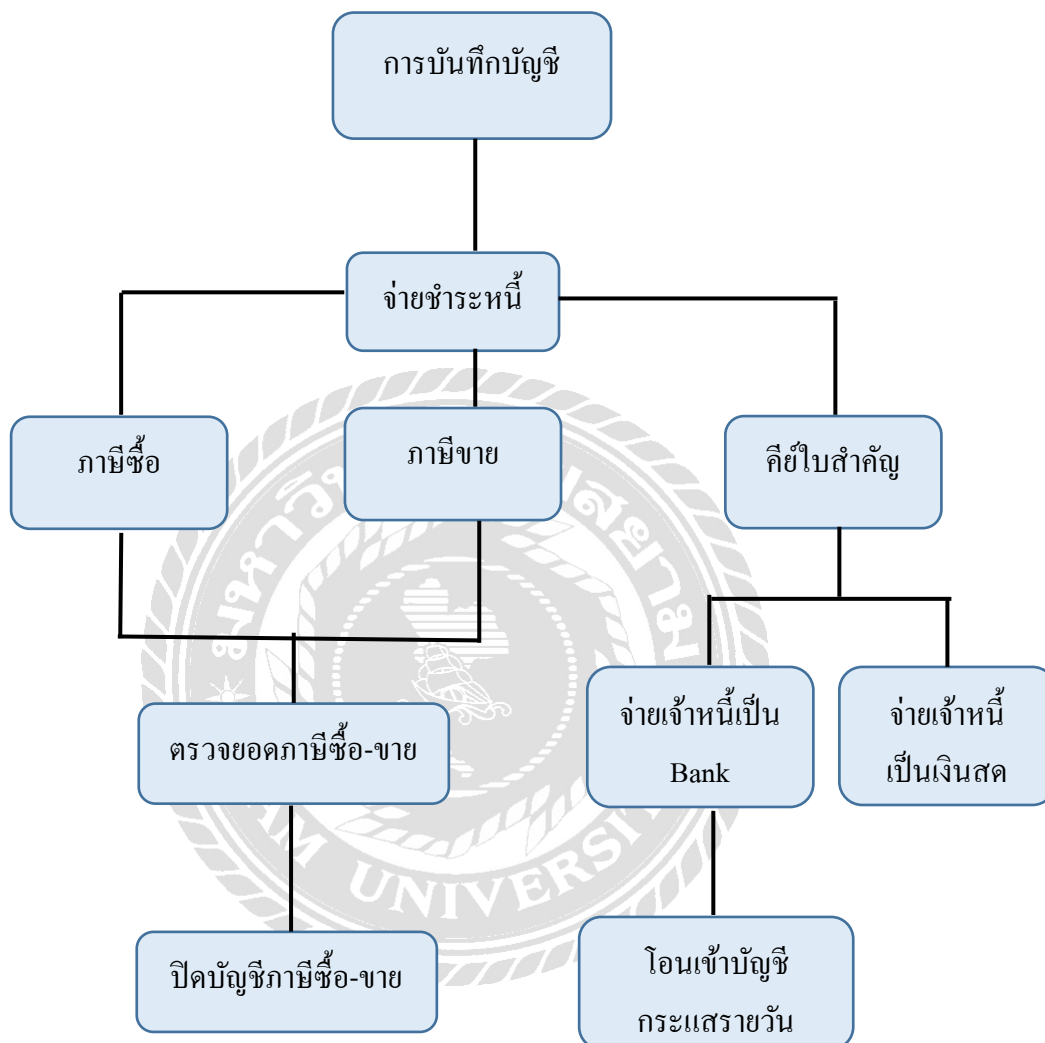 การบันทึกบัญชี
จ่ายชำระหนี้
ภาษีซื้อ
ภาษีขาย
คีย์ใบสำคัญ
ตรวจยอดภาษีซื้อ-ขาย
จ่ายเจ้าหนี้เป็น
Bank
จ่ายเจ้าหนี้
เป็นเงินสด
ปิดบัญชีภาษีซื้อ-ขาย
โอนเข้าบัญชี
กระแสรายวัน
UNIVERSIT